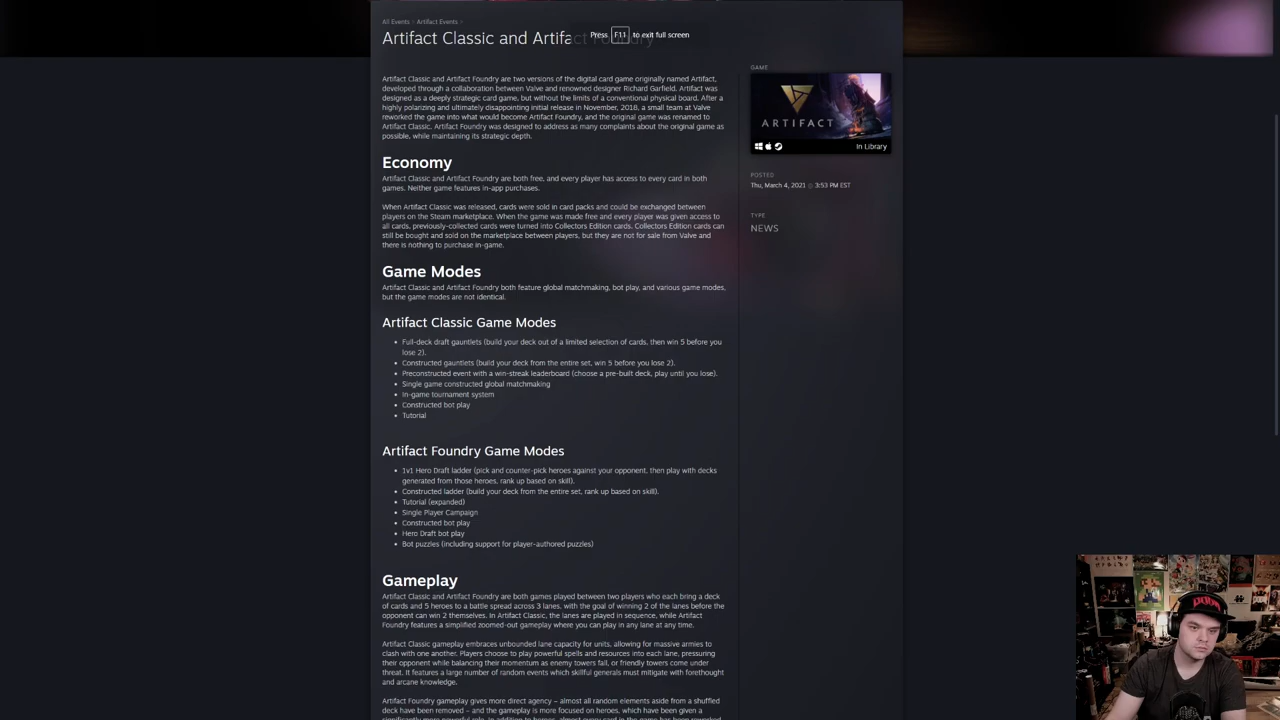 All Events > Artifact Events >
Artifact Classic and Artifact Foundry
Press F11 to exit full screen
Artifact Classic and Artifact Foundry are two versions of the digital card game originally named Artifact,
developed through a collaboration between Valve and renowned designer Richard Garfield. Artifact was
designed as a deeply strategic card game, but without the limits of a conventional physical board. After a
highly polarizing and ultimately disappointing initial release in November, 2018, a small team at Valve
reworked the game into what would become Artifact Foundry, and the original game was renamed to
Artifact Classic. Artifact Foundry was designed to address as many complaints about the original game as
possible, while maintaining its strategic depth.
Economy
Artifact Classic and Artifact Foundry are both free, and every player has access to every card in both
games. Neither game features in-app purchases.
When Artifact Classic was released, cards were sold in card packs and could be exchanged between
players on the Steam marketplace. When the game was made free and every player was given access to
all cards, previously-collected cards were turned into Collectors Edition cards. Collectors Edition cards can
still be bought and sold on the marketplace between players, but they are not for sale from Valve and
there is nothing to purchase in-game.
Game Modes
Artifact Classic and Artifact Foundry both feature global matchmaking, bot play, and various game modes,
but the game modes are not identical.
Artifact Classic Game Modes
• Full-deck draft gauntlets (build your deck out of a limited selection of cards, then win 5 before you
lose 2).
• Constructed gauntlets (build your deck from the entire set, win 5 before you lose 2).
• Preconstructed event with a win-streak leaderboard (choose a pre-built deck, play until you lose).
• Single game constructed global matchmaking
• In-game tournament system
• Constructed bot play
• Tutorial
Artifact Foundry Game Modes
• 1v1 Hero Draft ladder (pick and counter-pick heroes against your opponent, then play with decks
generated from those heroes, rank up based on skill).
• Constructed ladder (build your deck from the entire set, rank up based on skill).
• Tutorial (expanded)
• Single Player Campaign
• Constructed bot play
• Hero Draft bot play
• Bot puzzles (including support for player-authored puzzles)
Gameplay
Artifact Classic and Artifact Foundry are both games played between two players who each bring a deck
of cards and 5 heroes to a battle spread across 3 lanes, with the goal of winning 2 of the lanes before the
opponent can win 2 themselves. In Artifact Classic, the lanes are played in sequence, while Artifact
Foundry features a simplified zoomed-out gameplay where you can play in any lane at any time.
Artifact Classic gameplay embraces unbounded lane capacity for units, allowing for massive armies to
clash with one another. Players choose to play powerful spells and resources into each lane, pressuring
their opponent while balancing their momentum as enemy towers fall, or friendly towers come under
threat. It features a large number of random events which skillful generals must mitigate with forethought
and arcane knowledge.
Artifact Foundry gameplay gives more direct agency – almost all random elements aside from a shuffled
deck have been removed – and the gameplay is more focused on heroes, which have been given a
significantly more powerful role. In addition to heroes, almost every card in the game has been reworked
GAME
ARTIFACT
In Library
POSTED
Thu, March 4, 2021 3:53 PM EST
TYPE
NEWS
DOOM